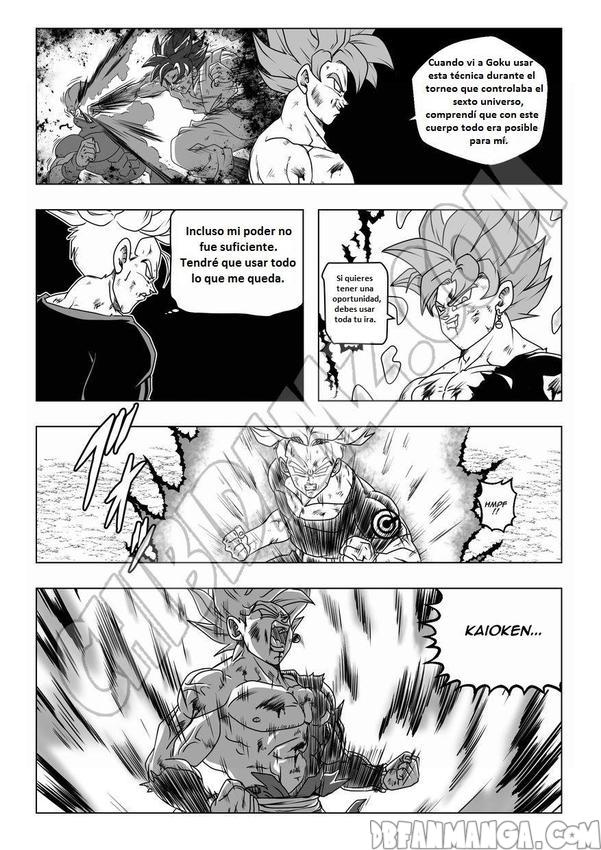 Cuando vi a Goku usar
esta técnica durante el
torneo que controlaba el
sexto universo,
comprendí que con este
cuerpo todo era posible
para mí.
Incluso mi poder no
fue suficiente.
Tendré que usar todo
lo que me queda.
Si quieres
tener una
oportunidad,
debes usar
toda tu ira.
HMPF
!!
KAIOKEN...
DBFANMANGA.COM